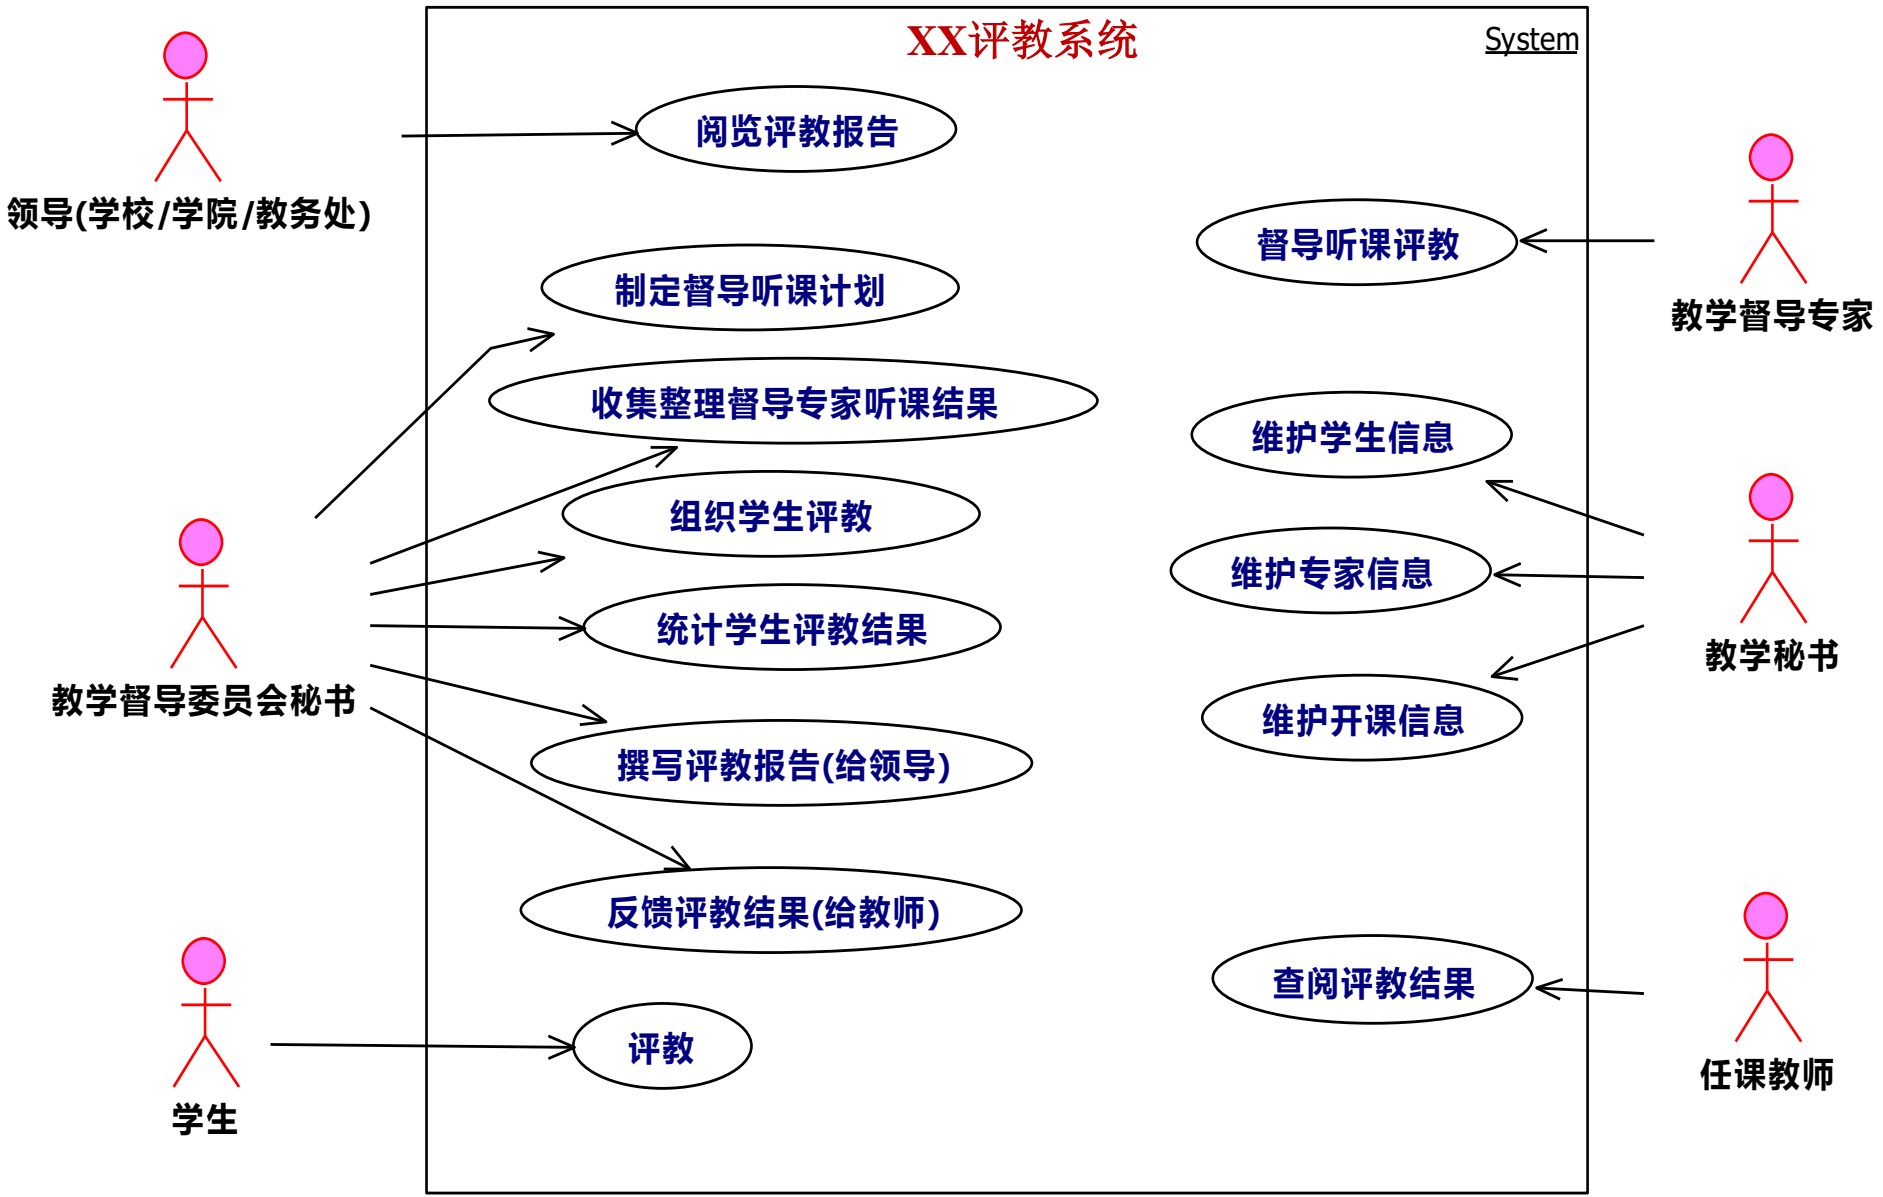 XX评教系统
System
阅览评教报告
领导(学校/学院/教务处)
督导听课评教
制定督导听课计划
教学督导专家
收集整理督导专家听课结果
维护学生信息
组织学生评教
维护专家信息
统计学生评教结果
教学秘书
教学督导委员会秘书
维护开课信息
撰写评教报告(给领导)
反馈评教结果(给教师)
查阅评教结果
评教
任课教师
学生